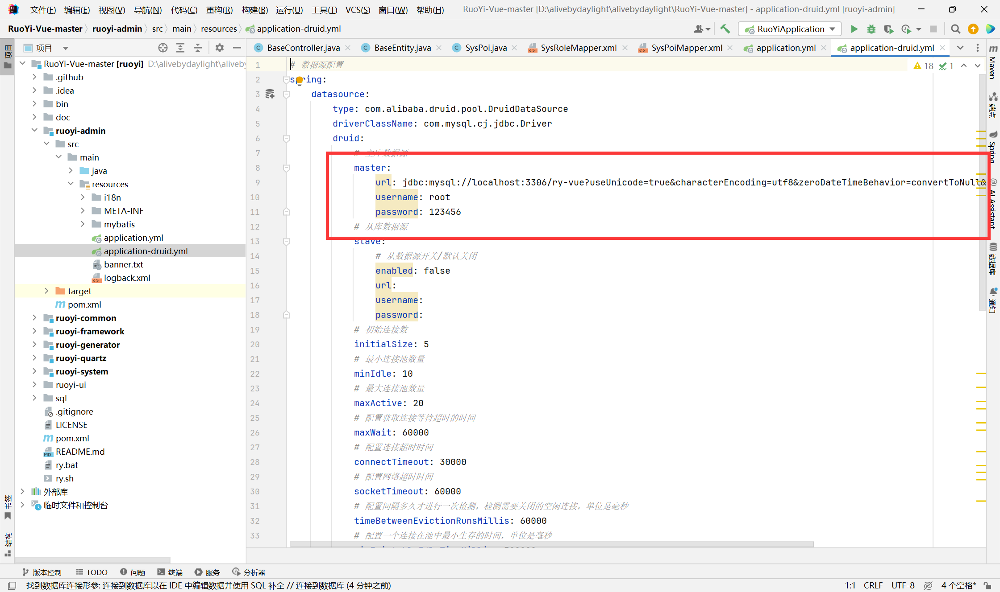 文件(F) 编辑(E) 视图(V) 导航(N) 代码(C) 重构(R) 构建(B) 运行(U) 工具(T) VCS(S) 窗口(W) 帮助(H) RuoYi-Vue-master [D:\alivebydaylight\alivebydaylight\RuoYi-Vue-master] - application-druid.yml [ruoyi-admin]
RuoYi-Vue-master ruoyi-admin src main resources application-druid.yml RuoYiApplication
项目
项目
BaseController.java BaseEntity.java SysPoi.java SysRoleMapper.xml SysPoiMapper.xml application.yml application-druid.yml
RuoYi-Vue-master [ruoyi] D:\alivebydaylight\aliveby
.github
.idea
bin
doc
ruoyi-admin
src
main
java
resources
i18n
META-INF
mybatis
application.yml
application-druid.yml
banner.txt
logback.xml
target
pom.xml
ruoyi-common
ruoyi-framework
ruoyi-generator
ruoyi-quartz
ruoyi-system
ruoyi-ui
sql
.gitignore
LICENSE
pom.xml
README.md
ry.bat
ry.sh
外部库
临时文件和控制台
书签
结构
18 1
1 # 数据源配置
2 spring:
3 datasource:
4 type: com.alibaba.druid.pool.DruidDataSource
5 driverClassName: com.mysql.cj.jdbc.Driver
6 druid:
7 # 主库数据源
8 master:
9 url: jdbc:mysql://localhost:3306/ry-vue?useUnicode=true&characterEncoding=utf8&zeroDateTimeBehavior=convertToNull&
10 username: root
11 password: 123456
12 # 从库数据源
13 slave:
14 # 从数据源开关/默认关闭
15 enabled: false
16 url:
17 username:
18 password:
19 # 初始连接数
20 initialSize: 5
21 # 最小连接池数量
22 minIdle: 10
23 # 最大连接池数量
24 maxActive: 20
25 # 配置获取连接等待超时的时间
26 maxWait: 60000
27 # 配置连接超时时间
28 connectTimeout: 30000
29 # 配置网络超时时间
30 socketTimeout: 60000
31 # 配置间隔多久才进行一次检测，检测需要关闭的空闲连接，单位是毫秒
32 timeBetweenEvictionRunsMillis: 60000
33 # 配置一个连接在池中最小生存的时间，单位是毫秒
Maven
端点
Spring
AI Assistant
数据库
通知
版本控制 TODO 问题 终端 服务 分析器
找到数据库连接形参: 连接到数据库以在 IDE 中编辑数据并使用 SQL 补全 // 连接到数据库 (4 分钟之前) 1:1 CRLF UTF-8 4 个空格*